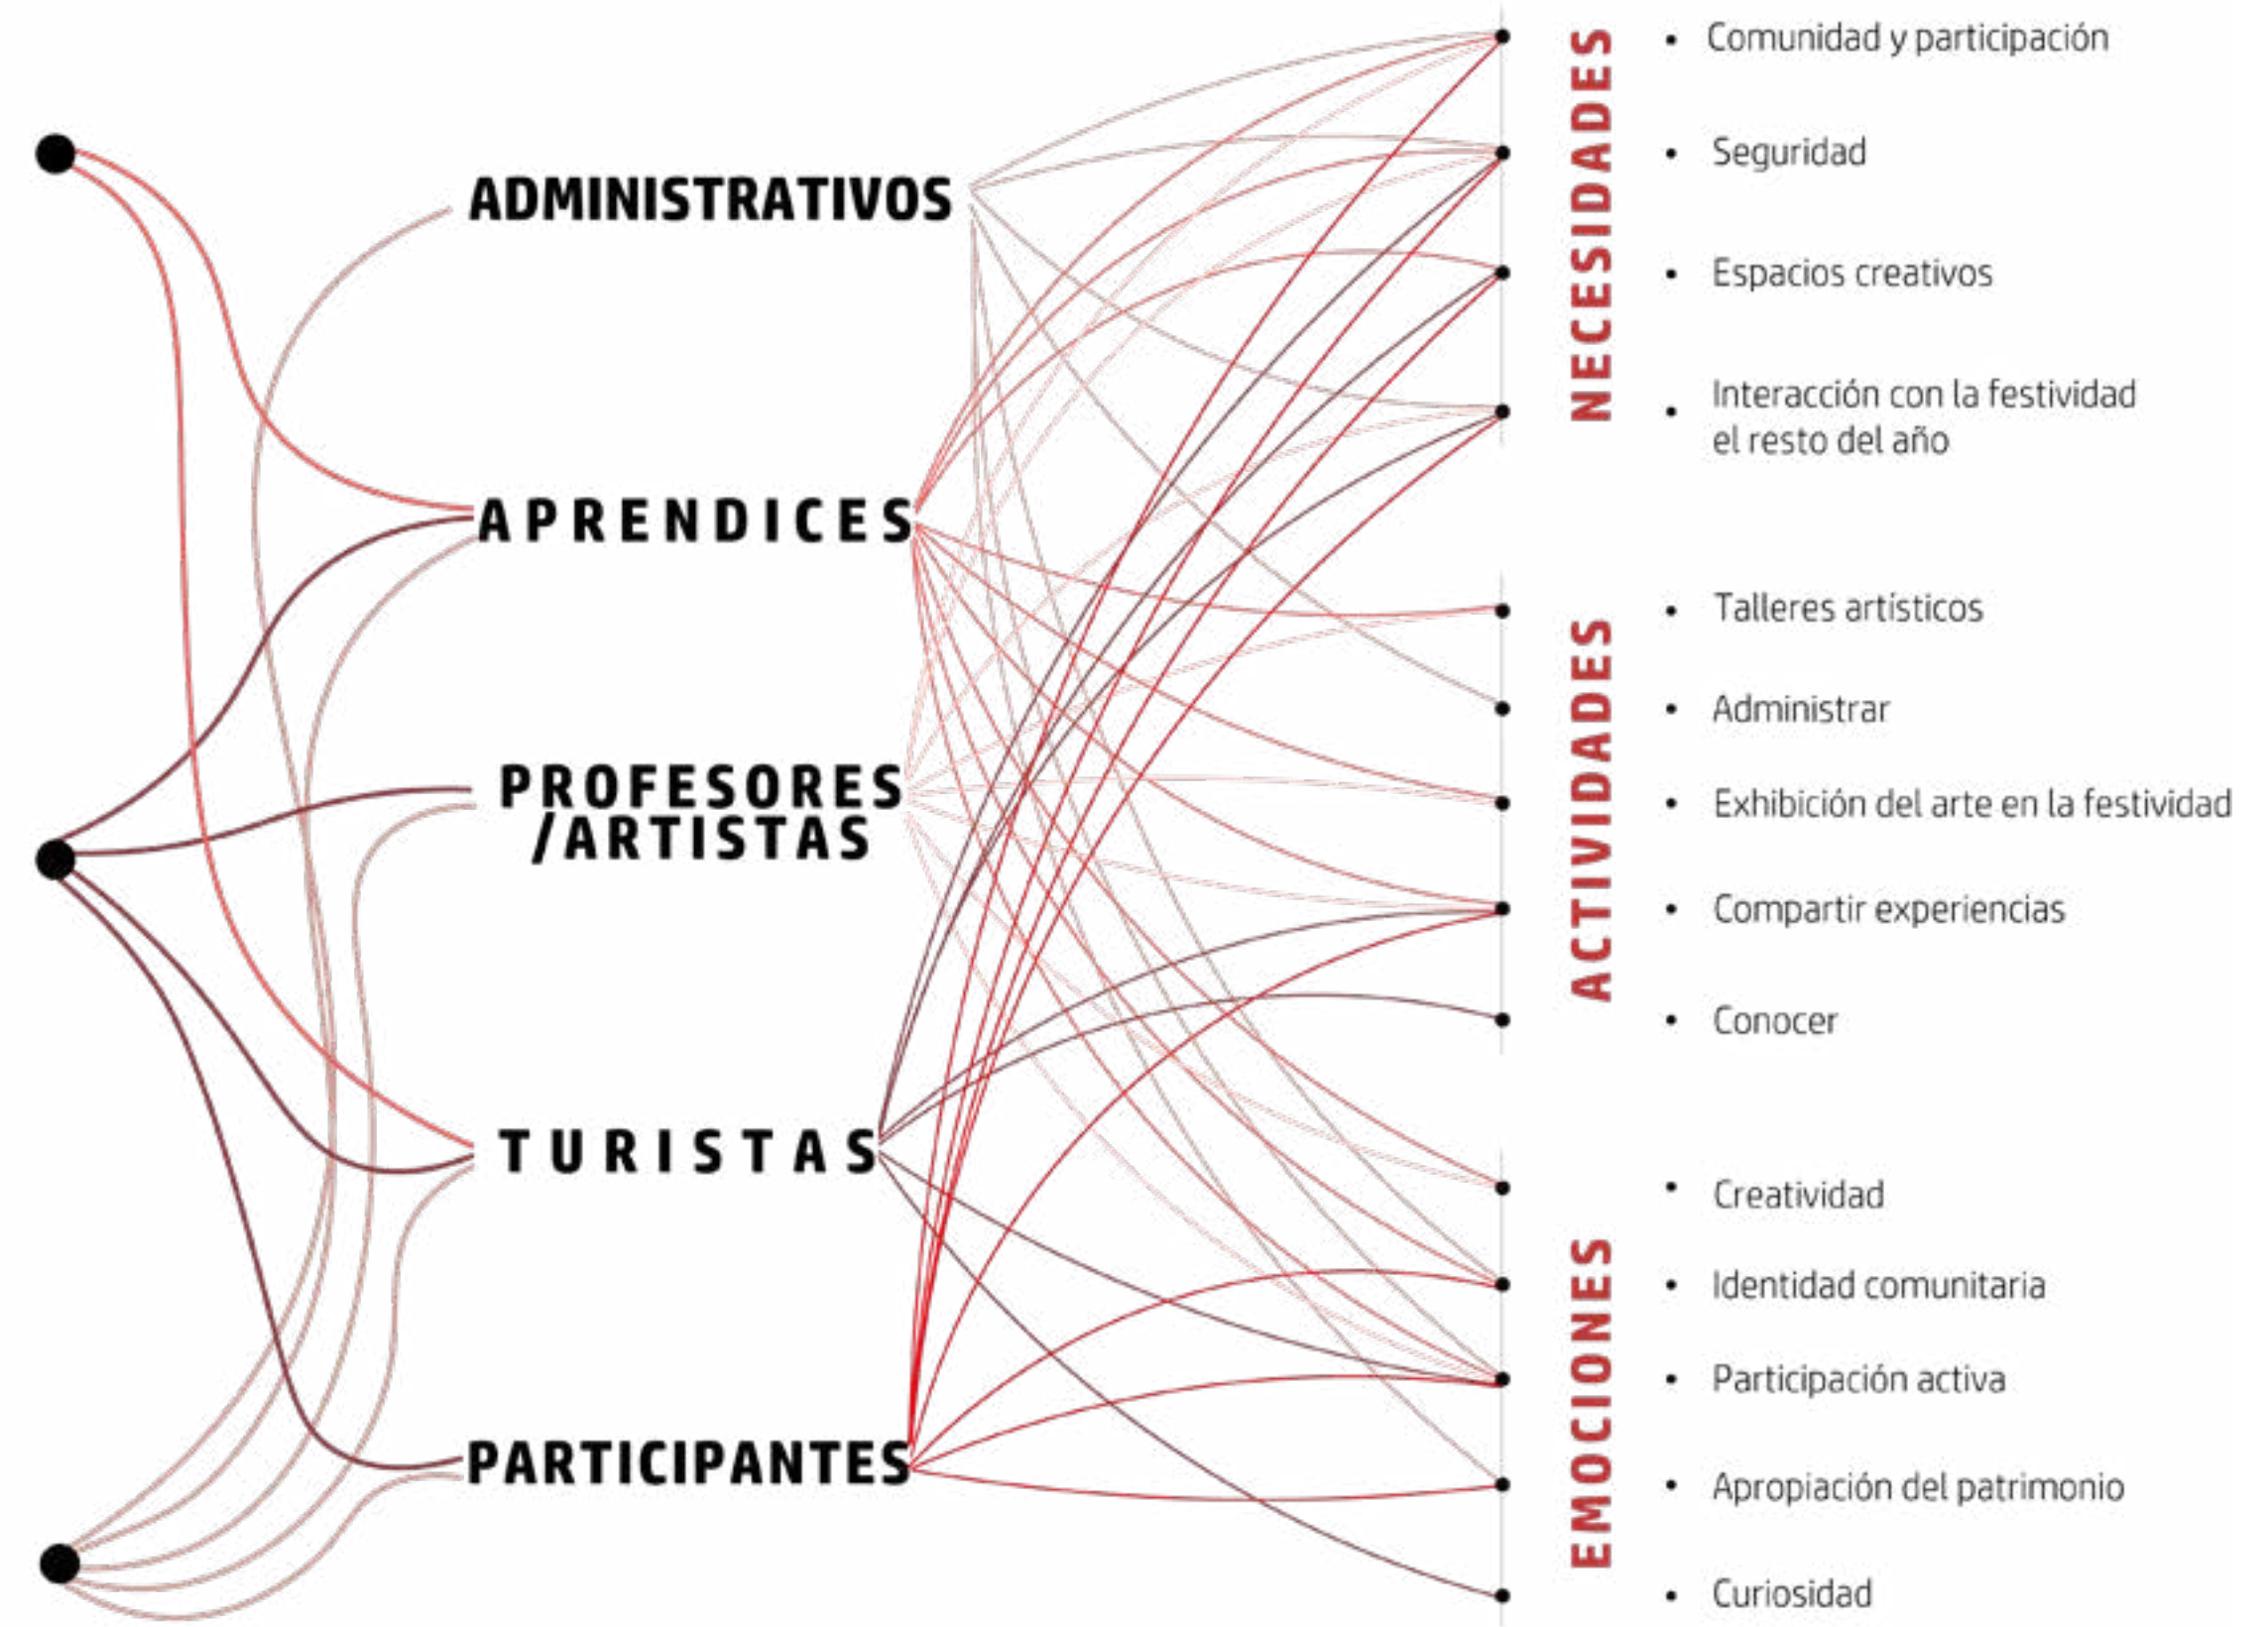 ADMINISTRATIVOS
APRENDICES
PROFESORES
/ARTISTAS
TURISTAS
PARTICIPANTES
NECESIDADES
• Comunidad y participación
• Seguridad
• Espacios creativos
• Interacción con la festividad
el resto del año
ACTIVIDADES
• Talleres artísticos
• Administrar
• Exhibición del arte en la festividad
• Compartir experiencias
• Conocer
EMOCIONES
• Creatividad
• Identidad comunitaria
• Participación activa
• Apropiación del patrimonio
• Curiosidad